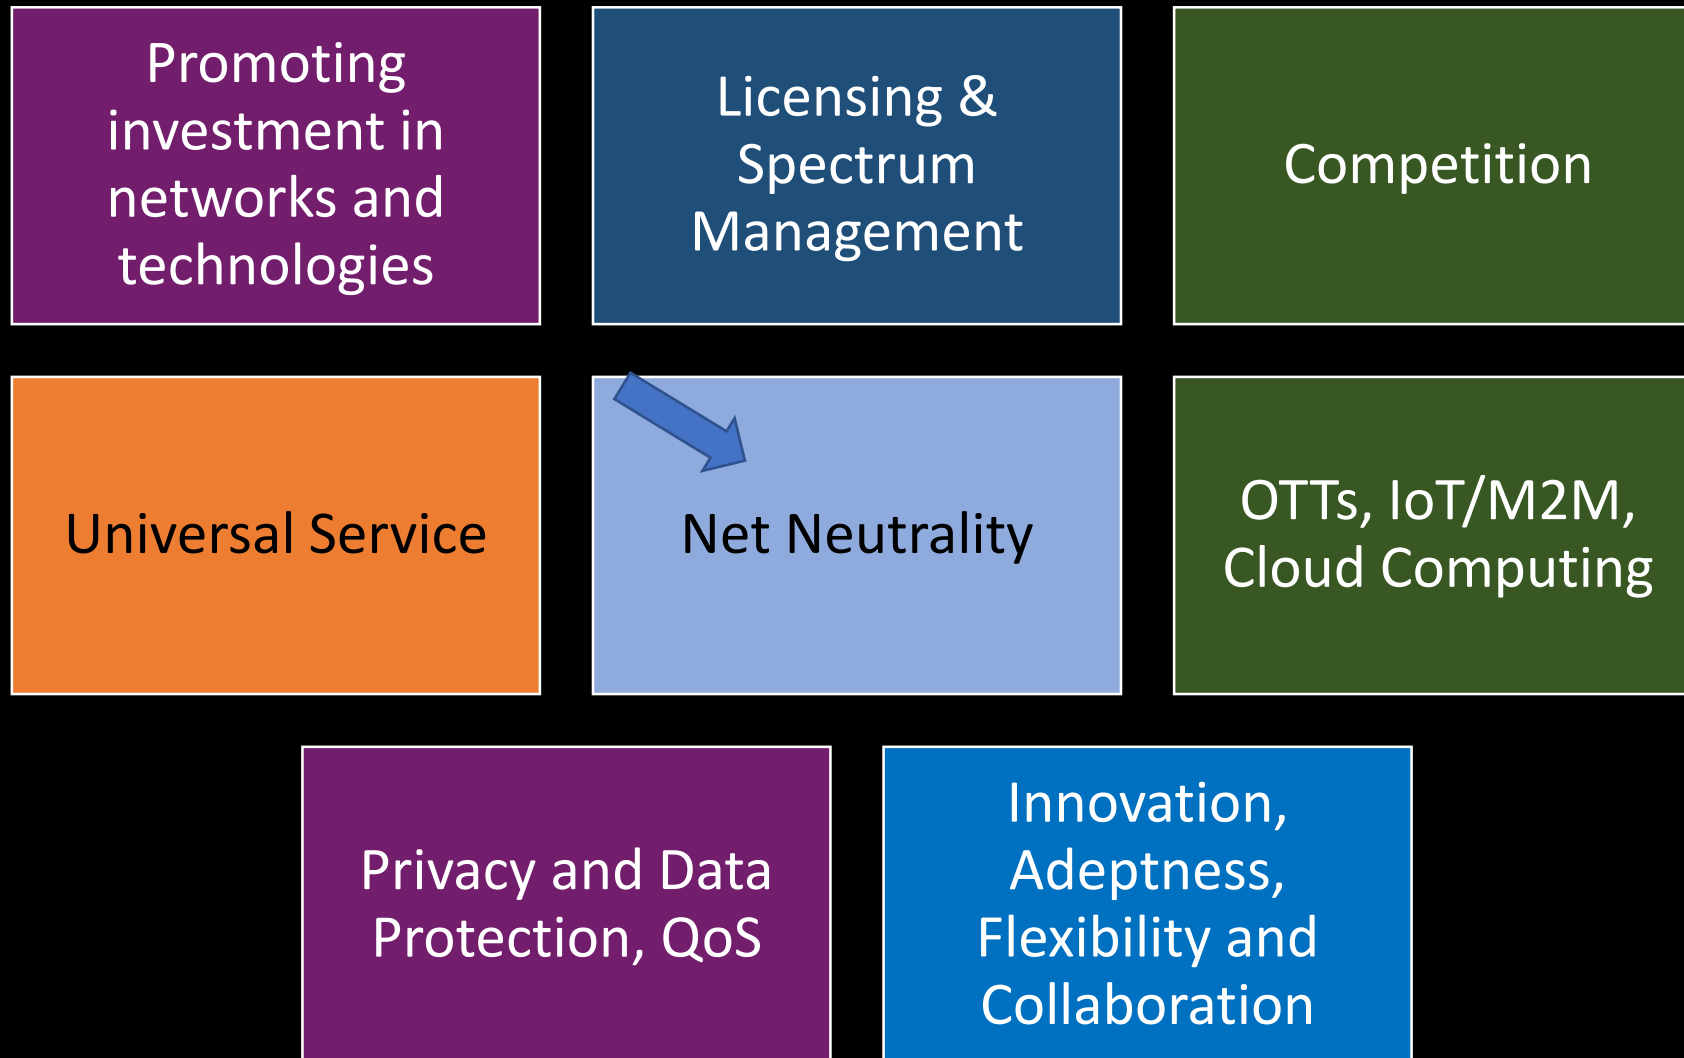 Promoting
investment in
networks and
technologies
Licensing &
Spectrum
Management
Competition
Universal Service
Net Neutrality
OTTs, IoT/M2M,
Cloud Computing
Privacy and Data
Protection, QoS
Innovation,
Adeptness,
Flexibility and
Collaboration